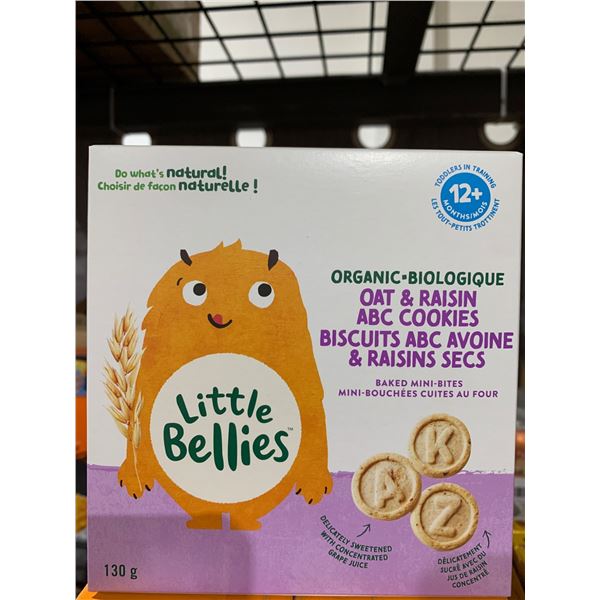 Do what's natural!
Choisir de façon naturelle !
TODDLERS IN TRAINING
12+
MONTHS/MOIS
LES TOUT-PETITS TROTTINENT
ORGANIC•BIOLOGIQUE
OAT & RAISIN
ABC COOKIES
BISCUITS ABC AVOINE
& RAISINS SECS
BAKED MINI-BITES
MINI-BOUCHÉES CUITES AU FOUR
Little
Bellies™
K
A
Z
DELICATELY SWEETENED
WITH CONCENTRATED
GRAPE JUICE
DÉLICATEMENT
SUCRÉ AVEC DU
JUS DE RAISIN
CONCENTRÉ
130 g